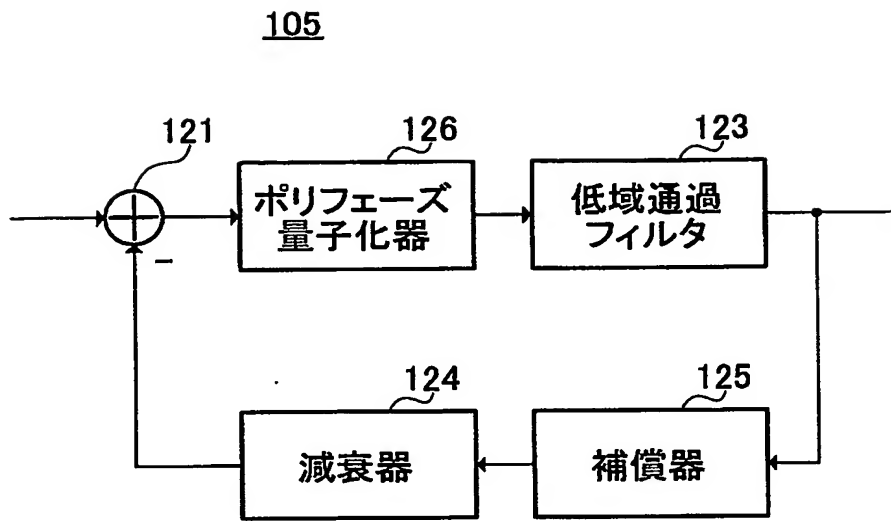 105
121
126
123
ポリフェーズ
量子化器
低域通過
フィルタ
−
124
125
減衰器
補償器